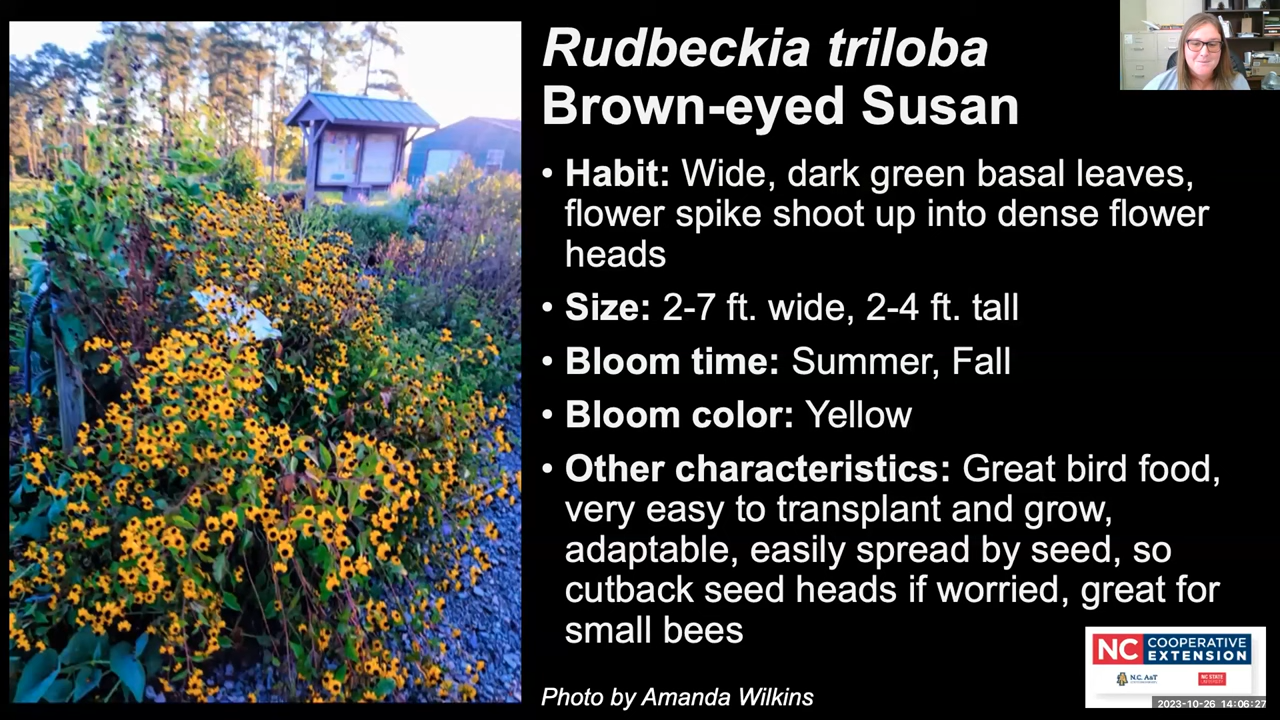 Rudbeckia triloba
Brown-eyed Susan
• Habit: Wide, dark green basal leaves,
flower spike shoot up into dense flower
heads
• Size: 2-7 ft. wide, 2-4 ft. tall
• Bloom time: Summer, Fall
• Bloom color: Yellow
• Other characteristics: Great bird food,
very easy to transplant and grow,
adaptable, easily spread by seed, so
cutback seed heads if worried, great for
small bees
Photo by Amanda Wilkins
NC COOPERATIVE
EXTENSION
N.C. A&T
NC STATE
2023-10-26 14:06:27